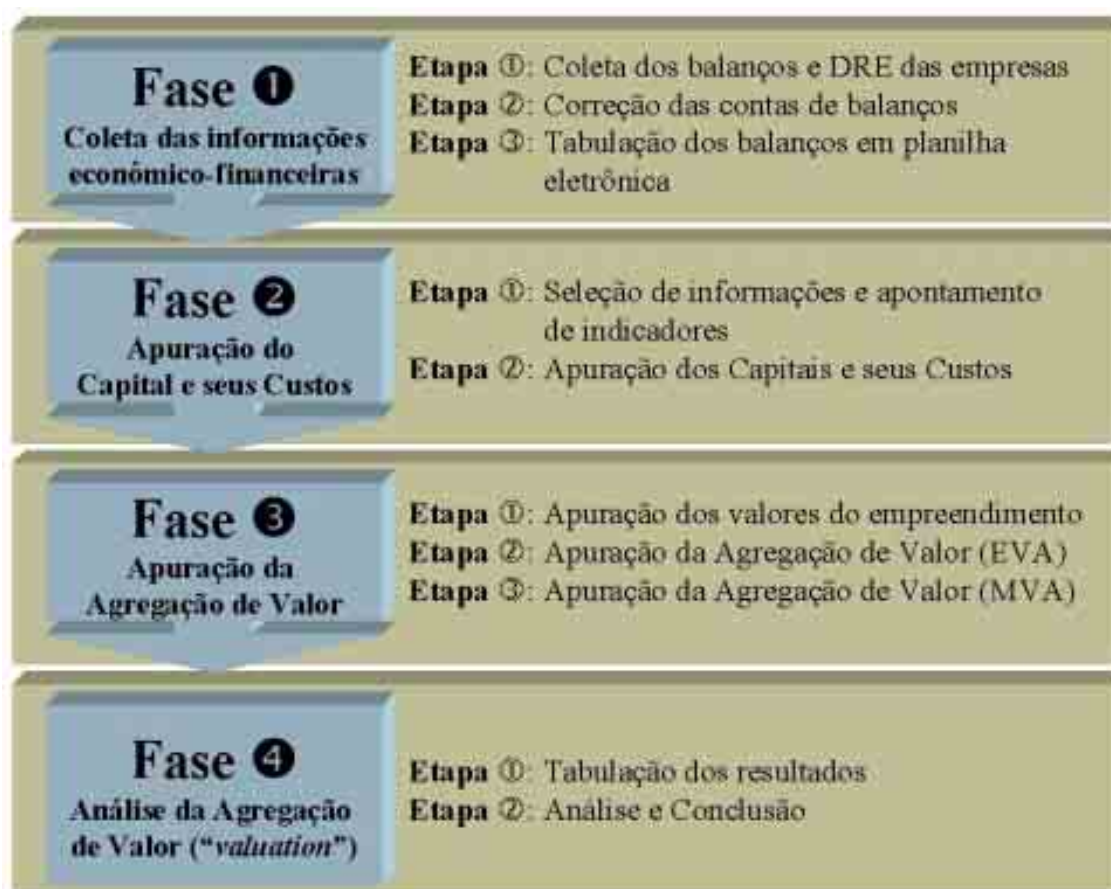 Fase ❶
Coleta das informações
econômico-financeiras
Etapa ①: Coleta dos balanços e DRE das empresas
Etapa ②: Correção das contas de balanços
Etapa ③: Tabulação dos balanços em planilha
eletrônica
Fase ❷
Apuração do
Capital e seus Custos
Etapa ①: Seleção de informações e apontamento
de indicadores
Etapa ②: Apuração dos Capitais e seus Custos
Fase ❸
Apuração da
Agregação de Valor
Etapa ①: Apuração dos valores do empreendimento
Etapa ②: Apuração da Agregação de Valor (EVA)
Etapa ③: Apuração da Agregação de Valor (MVA)
Fase ❹
Análise da Agregação
de Valor (“valuation”)
Etapa ①: Tabulação dos resultados
Etapa ②: Análise e Conclusão